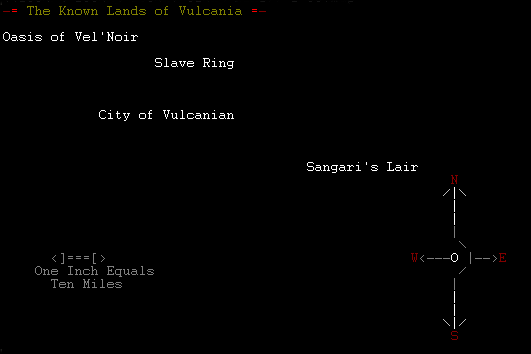 -= The Known Lands of Vulcania =-
Oasis of Vel'Noir
Slave Ring
City of Vulcanian
Sangari's Lair
N
<]===[>
W<---O |-->E
One Inch Equals
Ten Miles
S